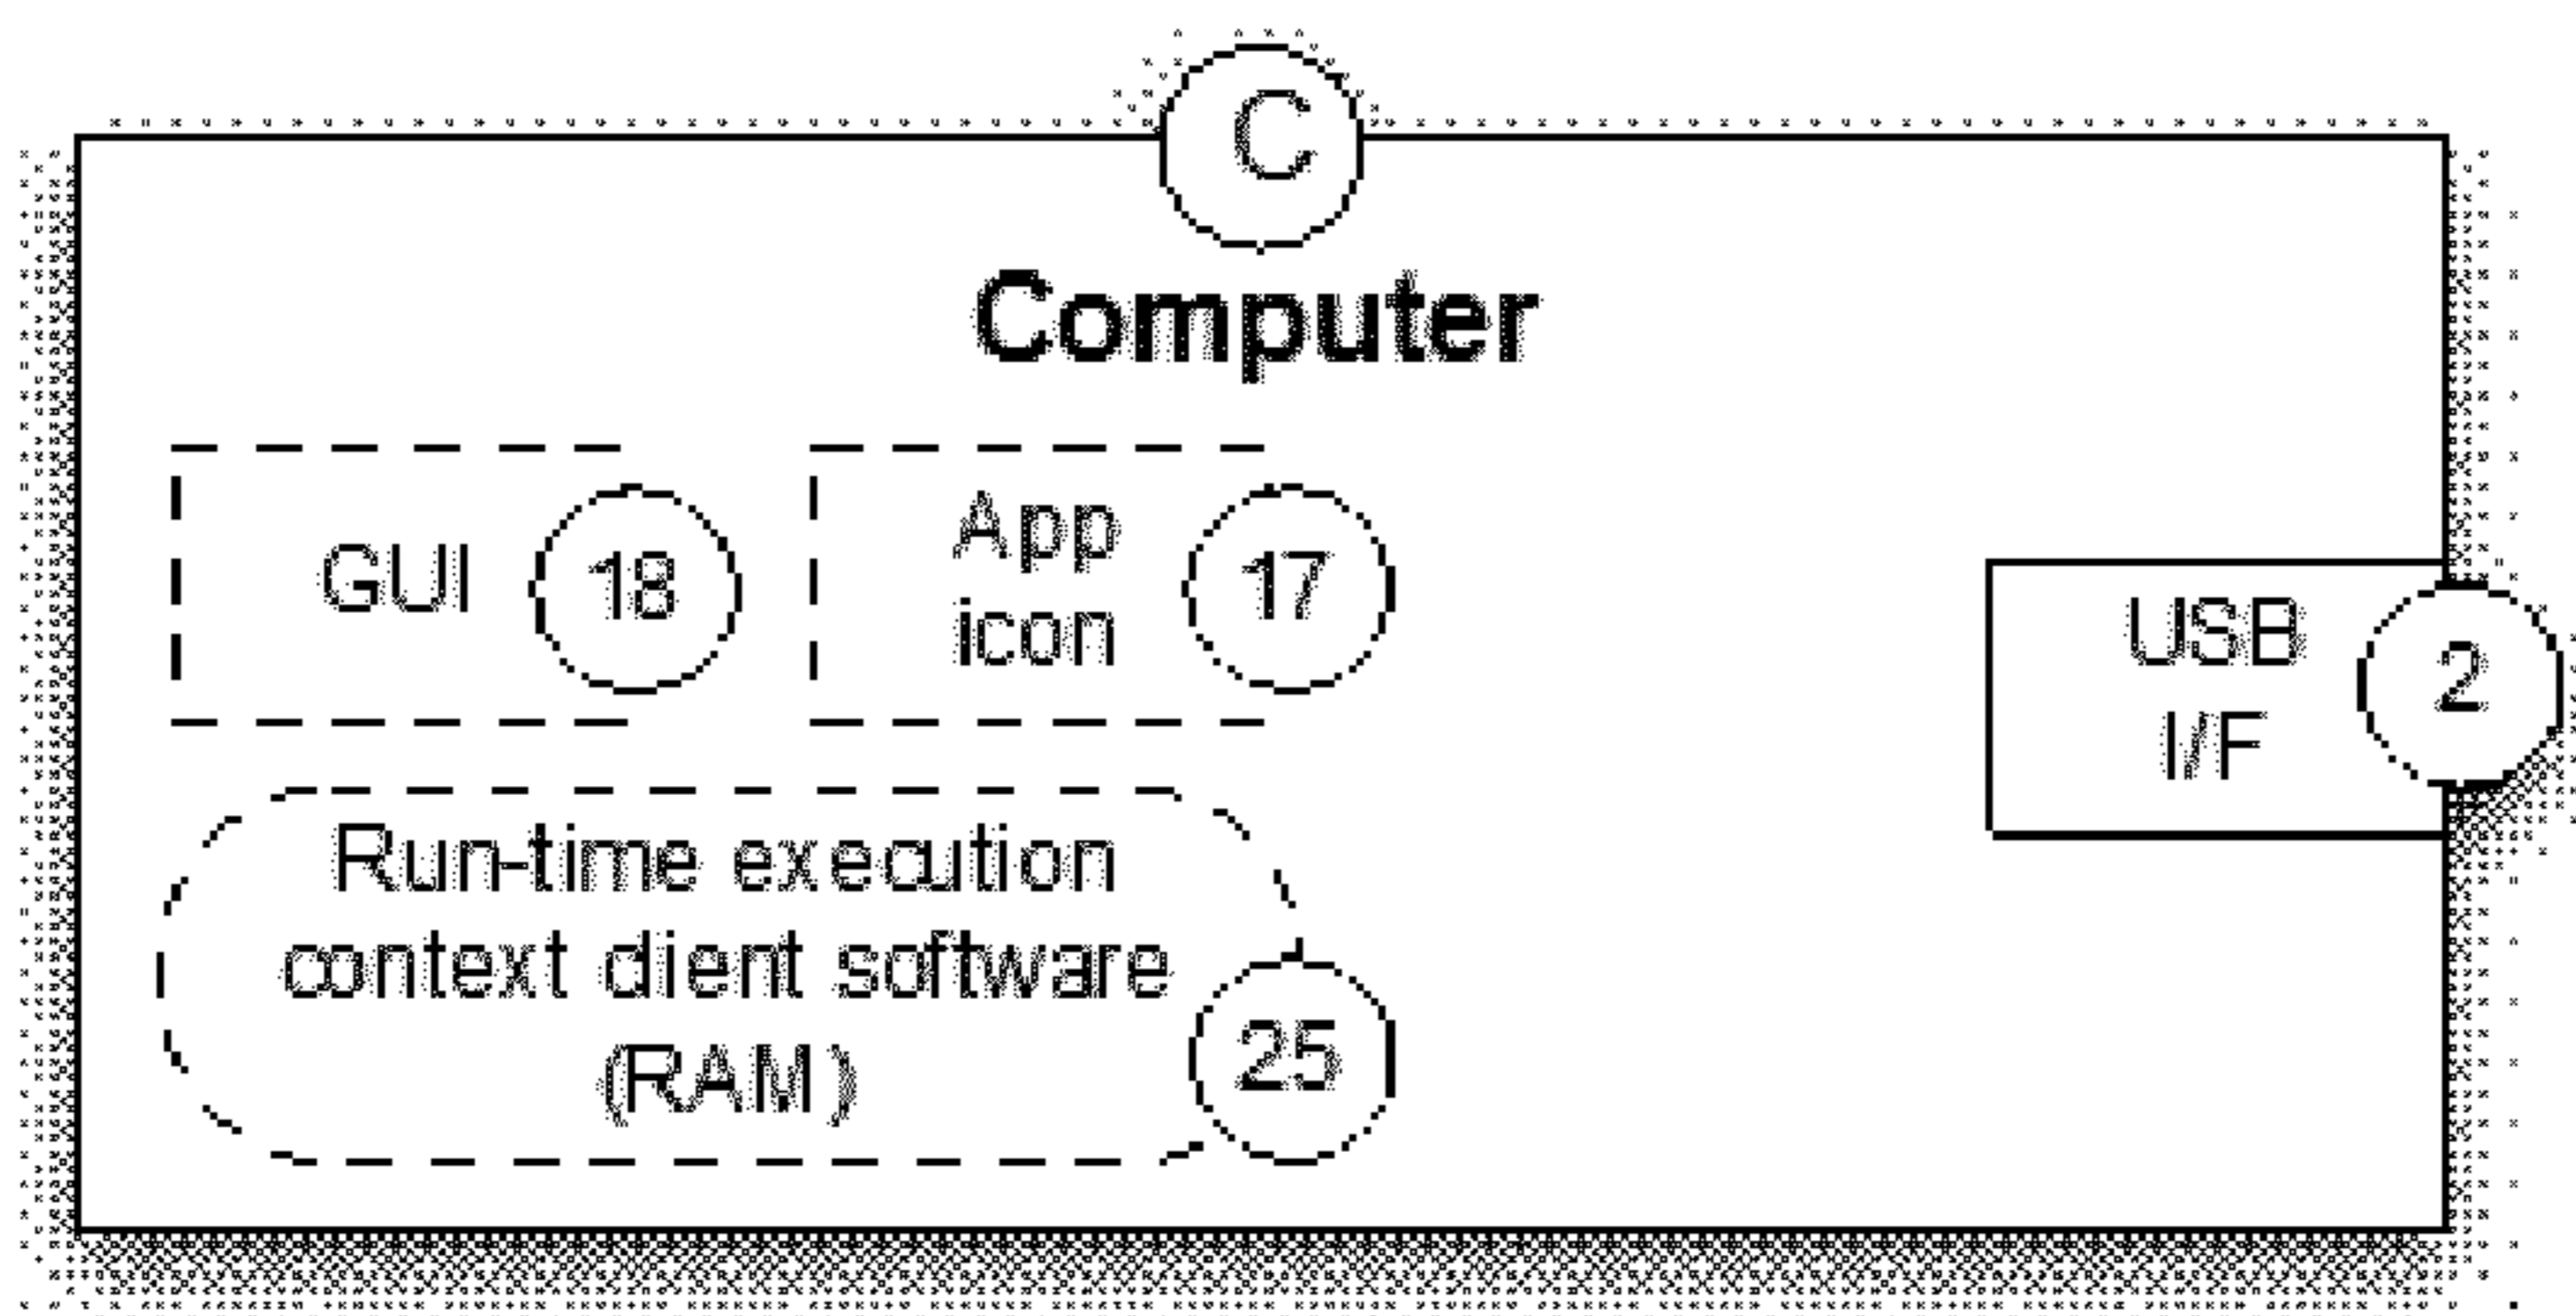 C
Computer
GUI
18
App
icon
17
USB
I/F
2
Run-time execution
context client software
(RAM)
25